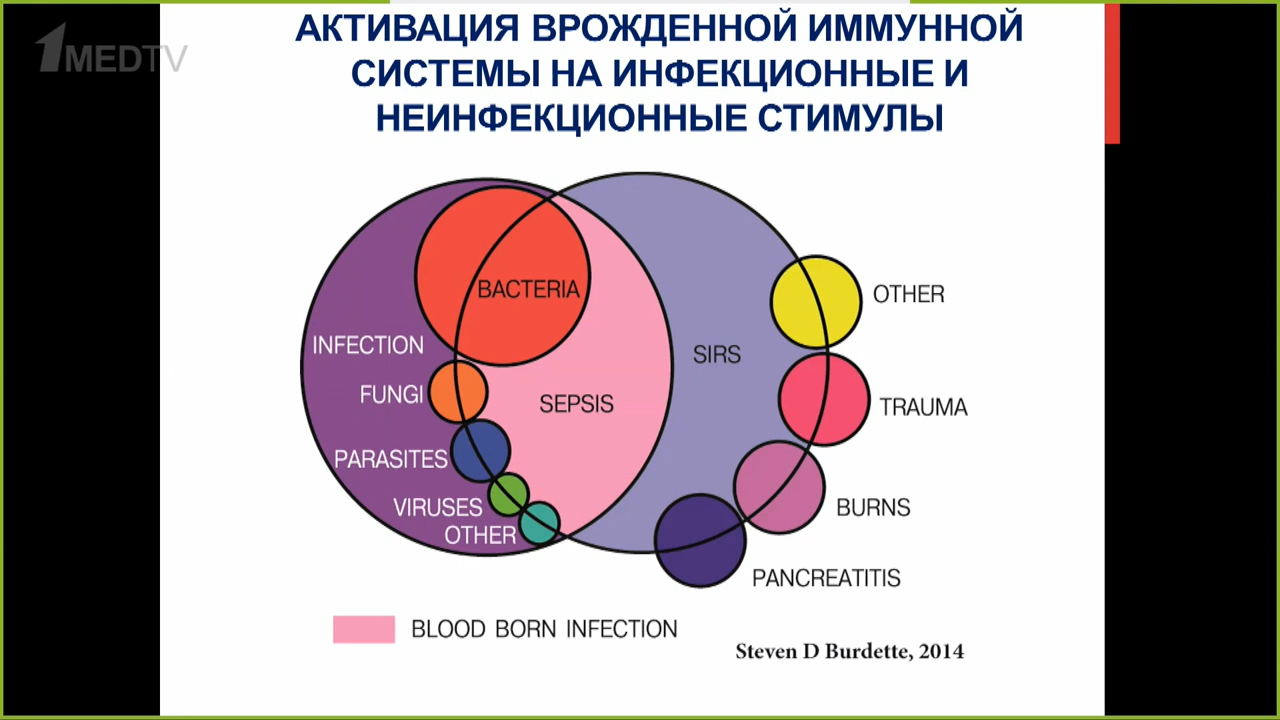 1MEDTV
АКТИВАЦИЯ ВРОЖДЕННОЙ ИММУННОЙ
СИСТЕМЫ НА ИНФЕКЦИОННЫЕ И
НЕИНФЕКЦИОННЫЕ СТИМУЛЫ
BACTERIA
OTHER
INFECTION
SIRS
FUNGI
SEPSIS
TRAUMA
PARASITES
VIRUSES
BURNS
OTHER
PANCREATITIS
BLOOD BORN INFECTION
Steven D Burdette, 2014